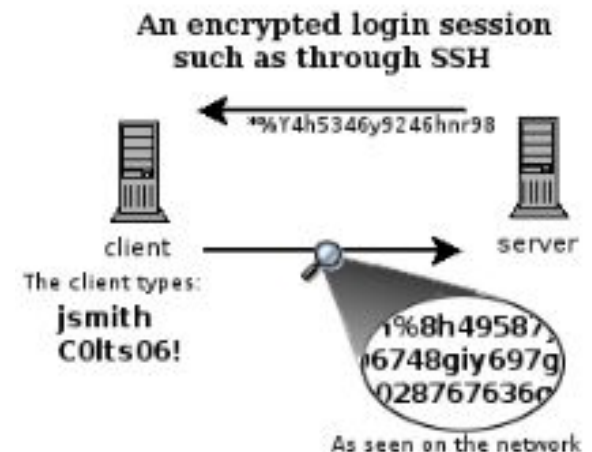 An encrypted login session
such as through SSH
*%Y4h5346y9246hnr98
client
server
The client types:
jsmith
C0lts06!
%8h49587
6748giy697g
028767636
As seen on the network